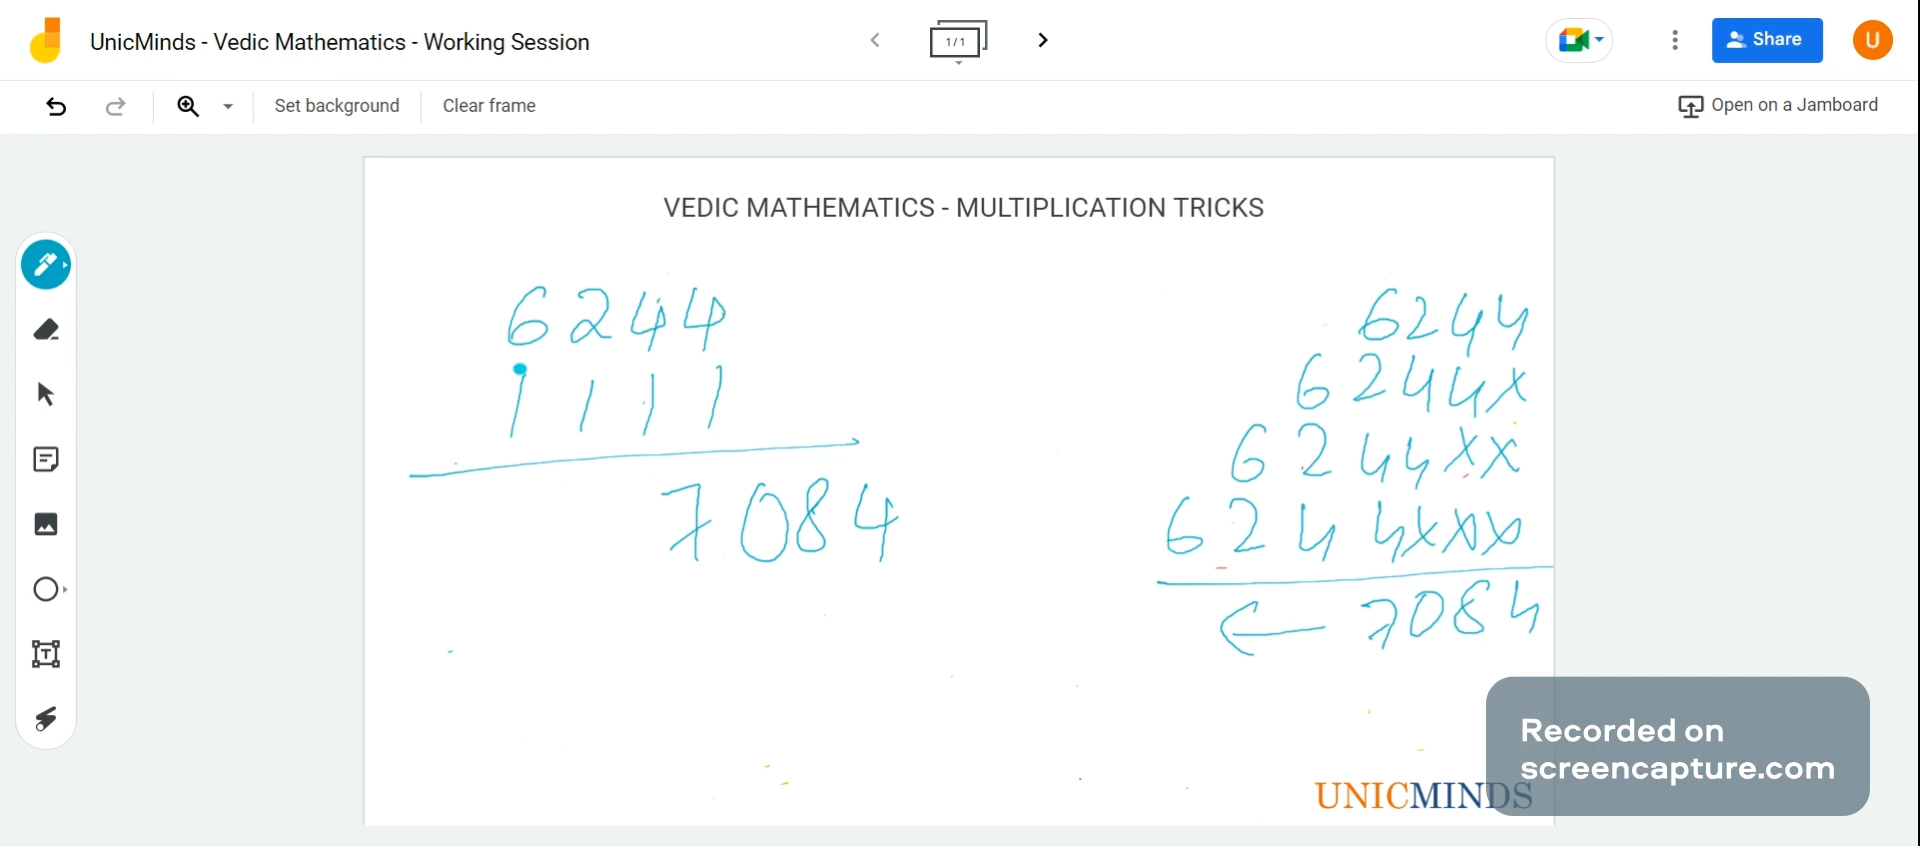 UnicMinds - Vedic Mathematics - Working Session
1 / 1
Share
U
Set background
Clear frame
Open on a Jamboard
VEDIC MATHEMATICS - MULTIPLICATION TRICKS
6244
1111
7084
6244
6244x
6244xx
6244xxx
← 7084
T
Recorded on
screencapture.com
UNICMINDS